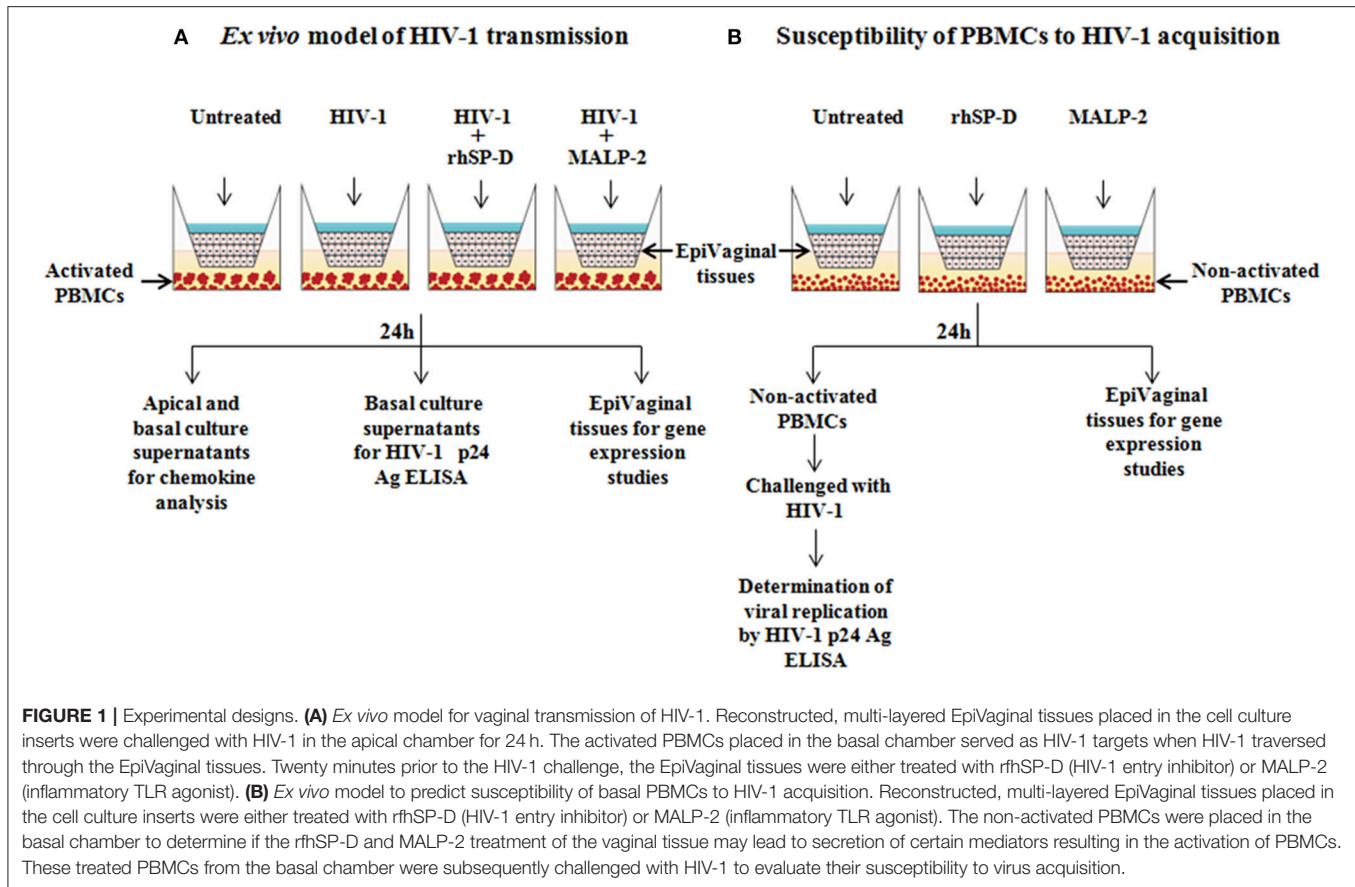 A Ex vivo model of HIV-1 transmission
B Susceptibility of PBMCs to HIV-1 acquisition
Untreated
HIV-1
HIV-1
+
rhSP-D
HIV-1
+
MALP-2
Untreated
rhSP-D
MALP-2
Activated
PBMCs
EpiVaginal
tissues
Non-activated
PBMCs
24h
Apical and
basal culture
supernatants
for chemokine
analysis
Basal culture
supernatants
for HIV-1 p24
Ag ELISA
EpiVaginal
tissues for gene
expression
studies
24h
Non-activated
PBMCs
Challenged with
HIV-1
Determination of
viral replication
by HIV-1 p24 Ag
ELISA
EpiVaginal
tissues for gene
expression
studies
FIGURE 1 | Experimental designs. (A) Ex vivo model for vaginal transmission of HIV-1. Reconstructed, multi-layered EpiVaginal tissues placed in the cell culture
inserts were challenged with HIV-1 in the apical chamber for 24 h. The activated PBMCs placed in the basal chamber served as HIV-1 targets when HIV-1 traversed
through the EpiVaginal tissues. Twenty minutes prior to the HIV-1 challenge, the EpiVaginal tissues were either treated with rfhSP-D (HIV-1 entry inhibitor) or MALP-2
(inflammatory TLR agonist). (B) Ex vivo model to predict susceptibility of basal PBMCs to HIV-1 acquisition. Reconstructed, multi-layered EpiVaginal tissues placed in
the cell culture inserts were either treated with rfhSP-D (HIV-1 entry inhibitor) or MALP-2 (inflammatory TLR agonist). The non-activated PBMCs were placed in the
basal chamber to determine if the rfhSP-D and MALP-2 treatment of the vaginal tissue may lead to secretion of certain mediators resulting in the activation of PBMCs.
These treated PBMCs from the basal chamber were subsequently challenged with HIV-1 to evaluate their susceptibility to virus acquisition.